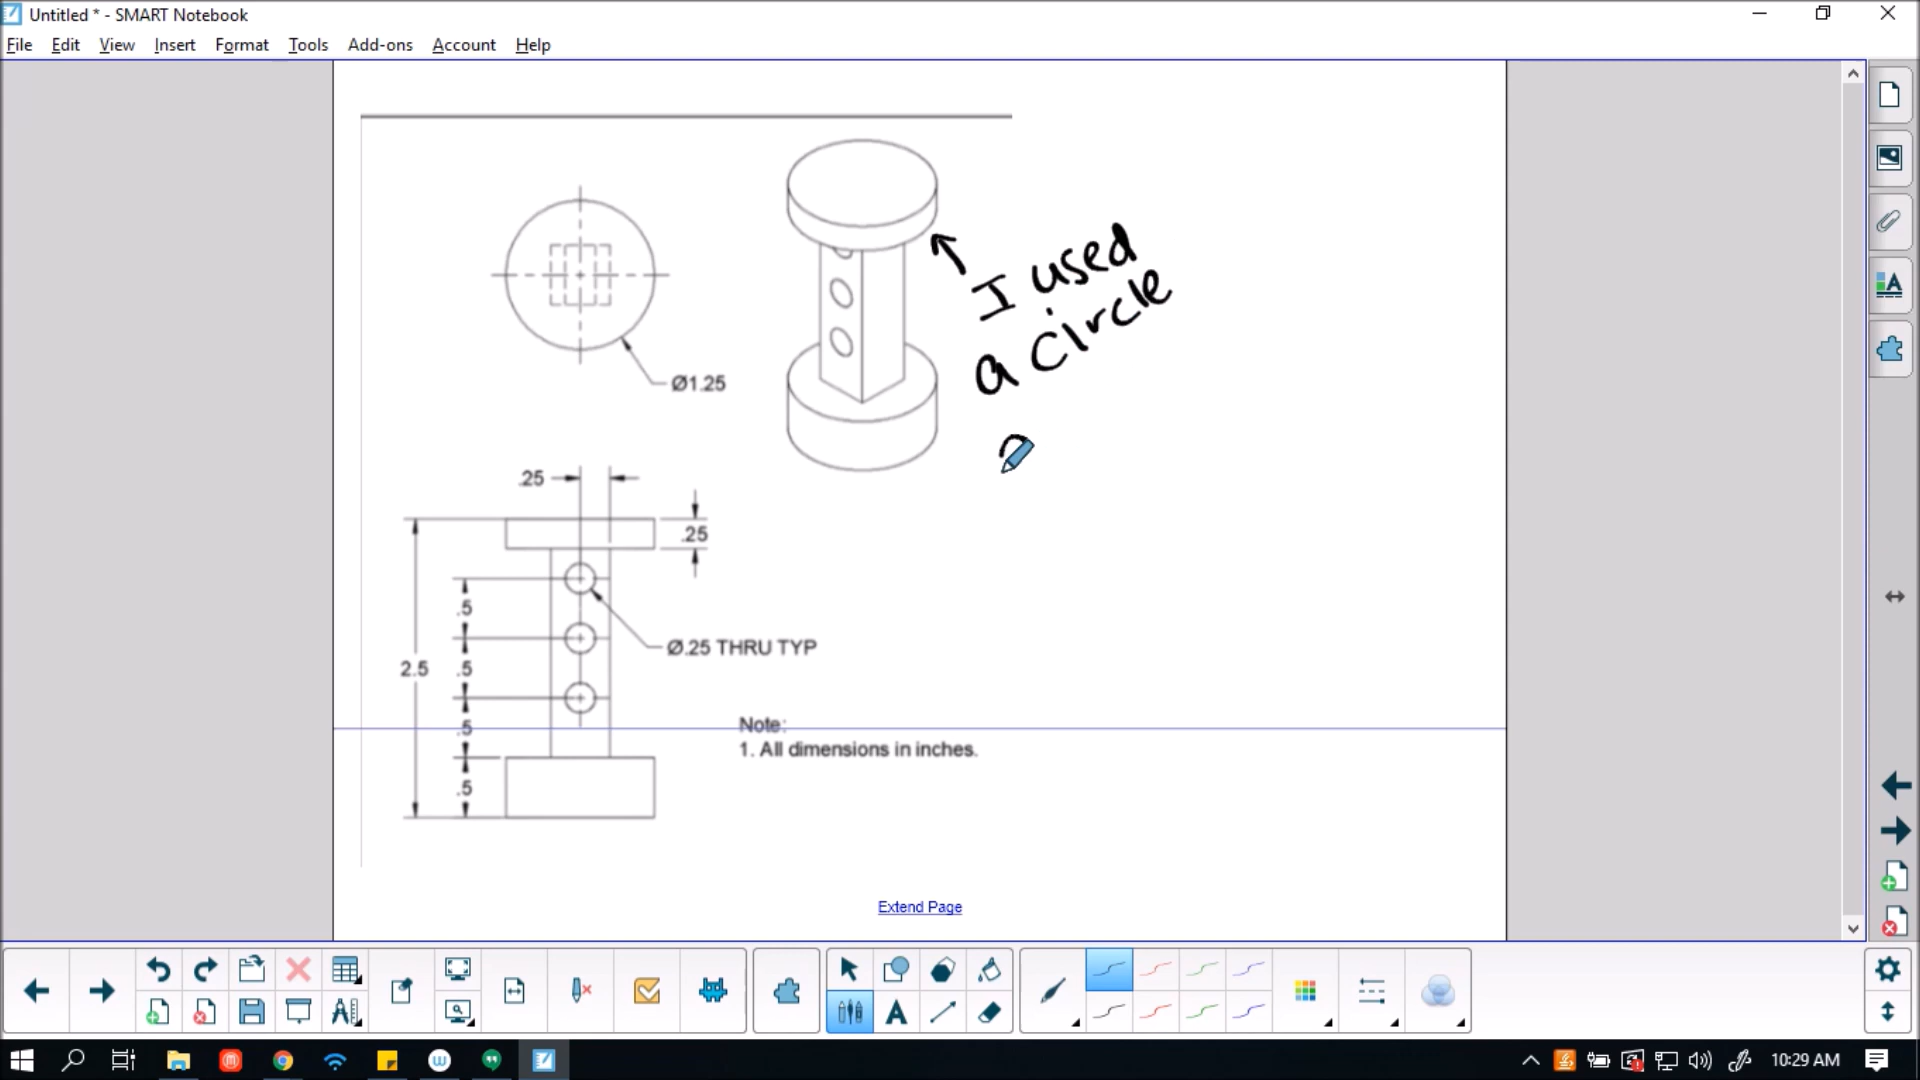 Untitled * - SMART Notebook
File Edit View Insert Format Tools Add-ons Account Help
I used
a circle
Ø1.25
.25
.25
.5
Ø.25 THRU TYP
2.5
.5
.5
.5
Note:
1. All dimensions in inches.
Extend Page
A
A
10:29 AM